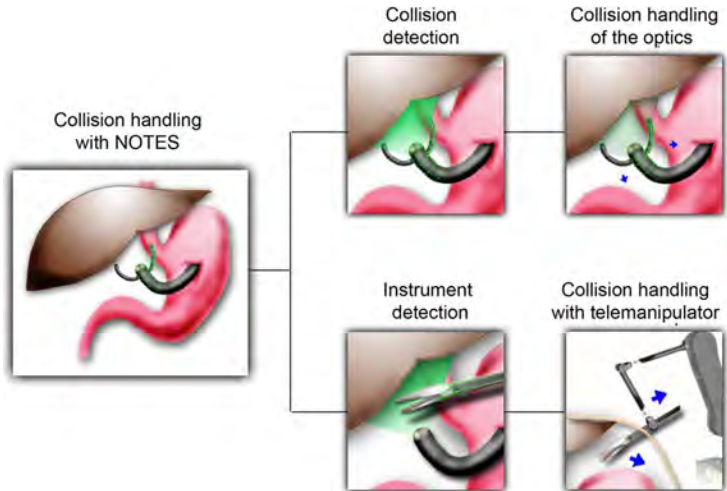 Collision
detection
Collision handling
of the optics
Collision handling
with NOTES
Instrument
detection
Collision handling
with telemanipulator